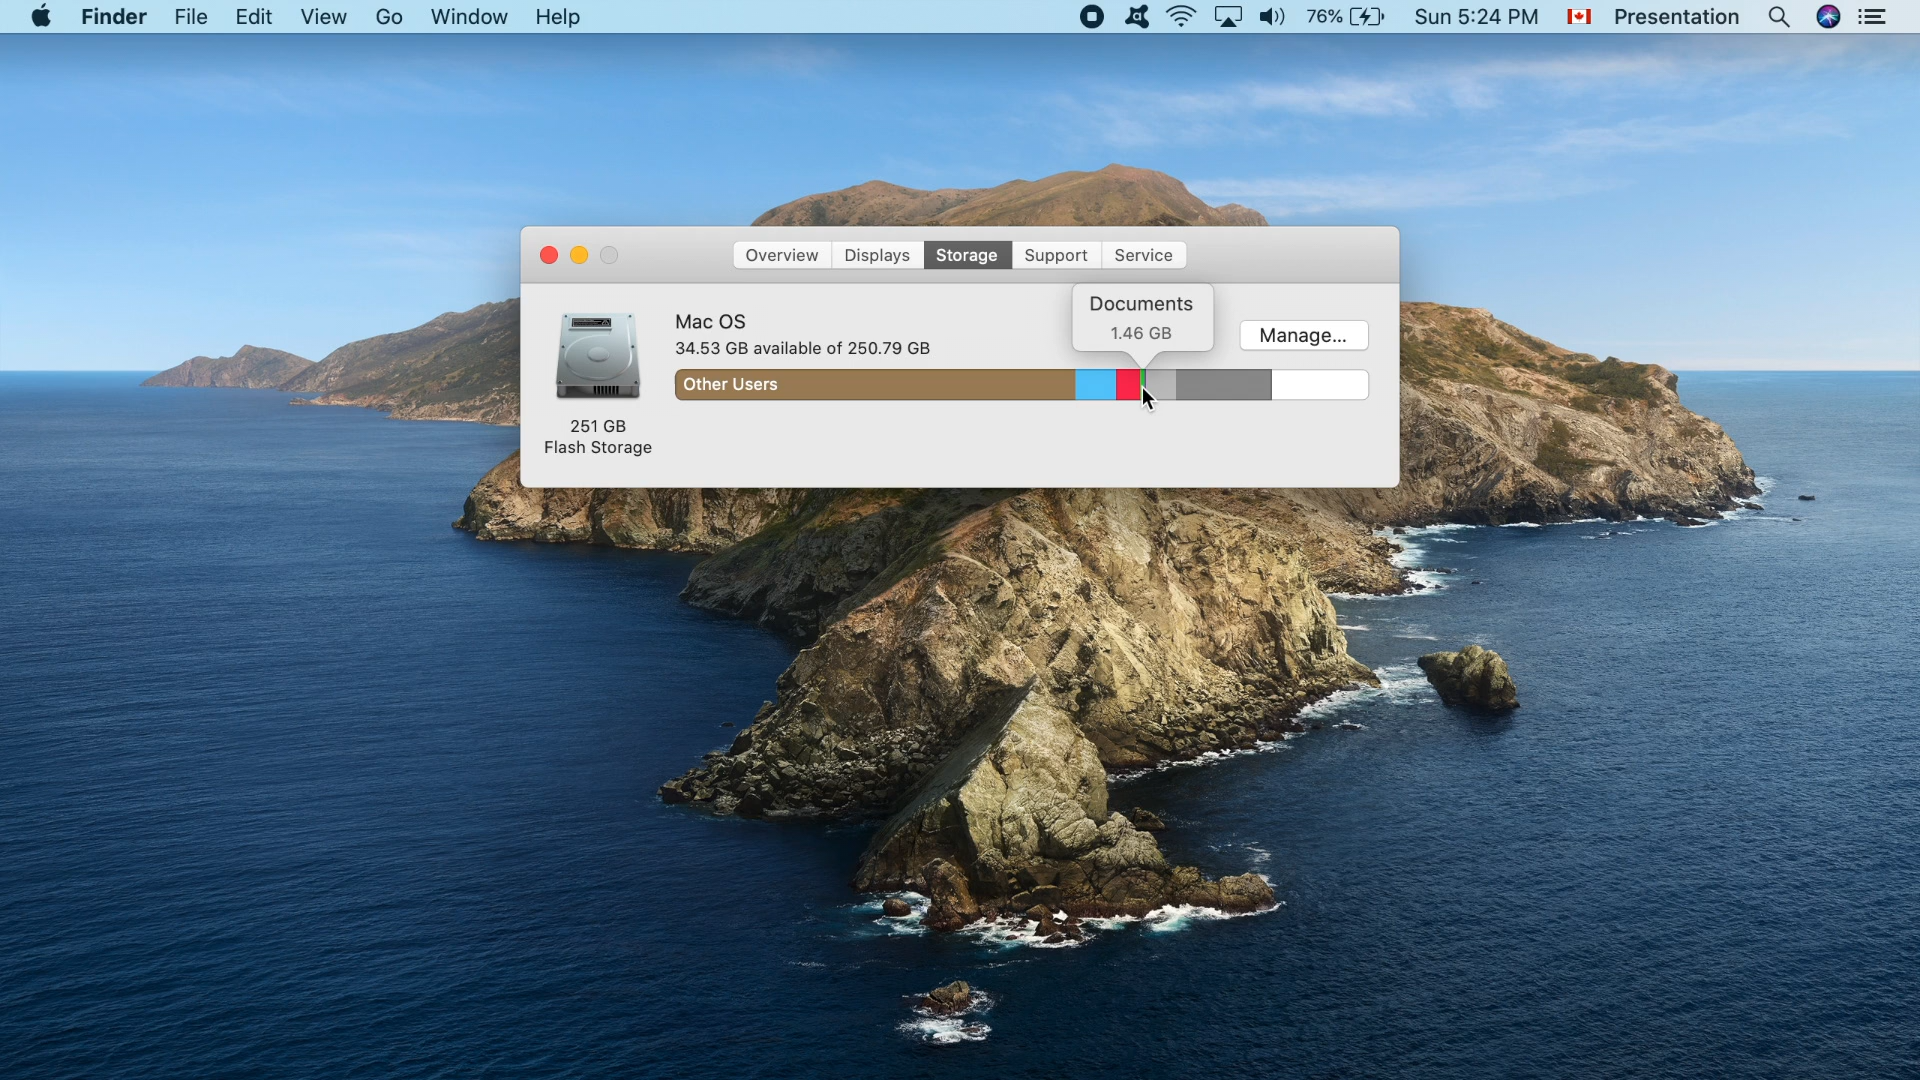 Finder File Edit View Go Window Help 76% Sun 5:24 PM Presentation
Overview Displays Storage Support Service
Documents
1.46 GB
Mac OS
34.53 GB available of 250.79 GB
Manage...
Other Users
251 GB
Flash Storage